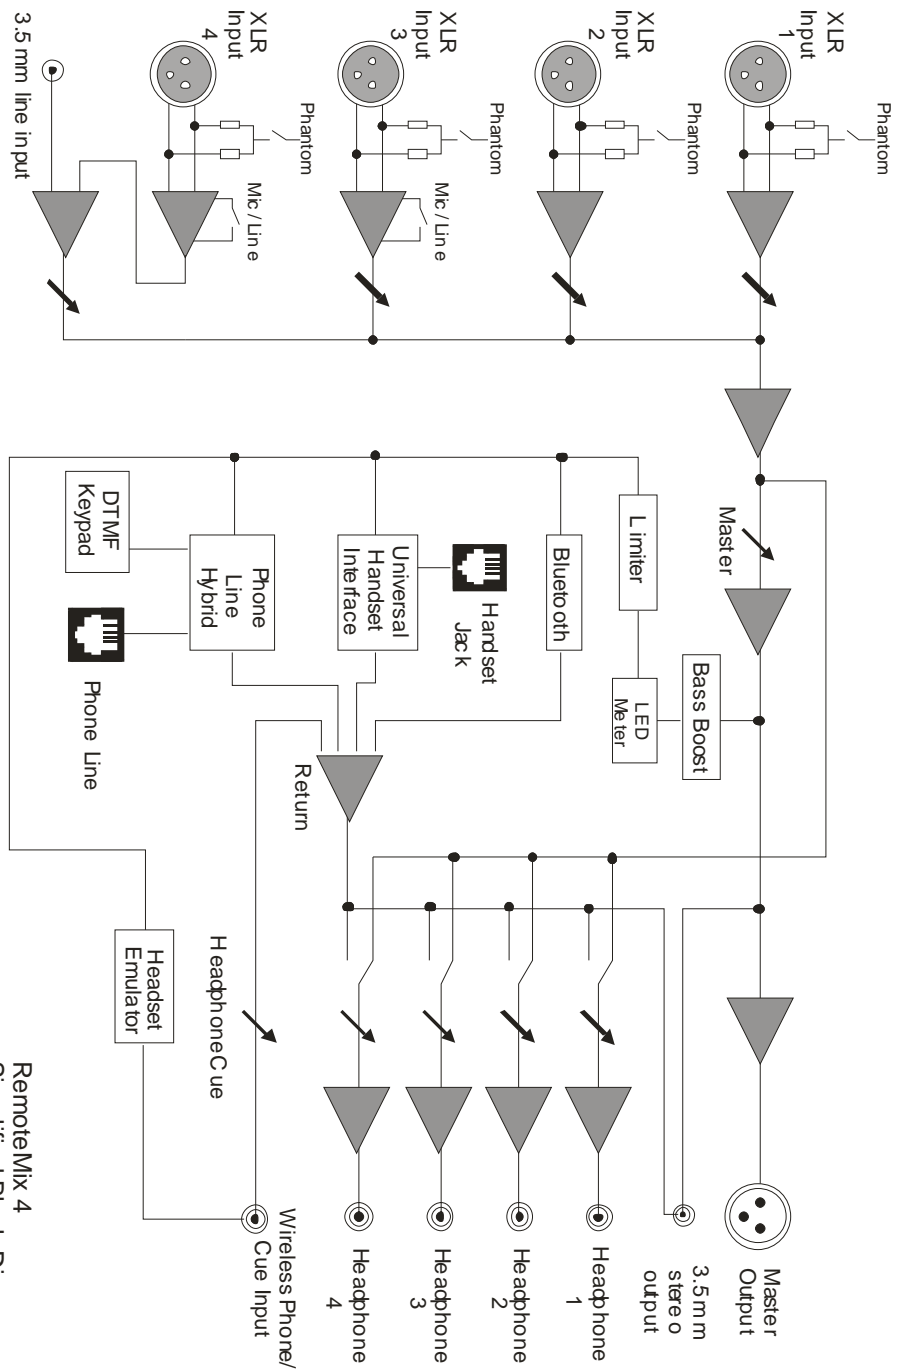 XLR
Input
1
Phantom
XLR
Input
2
Phantom
XLR
Input
3
Phantom
Mic / Line
XLR
Input
4
Phantom
Mic / Line
3.5 mm line input
Master
Bass Boost
LED
Meter
Limiter
Bluetooth
Handset
Jack
Universal
Handset
Interface
Phone
Line
Hybrid
DTMF
Keypad
Phone Line
Return
Headphone Cue
Headset
Emulator
Master
Output
3.5 mm
stereo
output
Headphone
1
Headphone
2
Headphone
3
Headphone
4
Wireless Phone/
Cue Input
RemoteMix 4